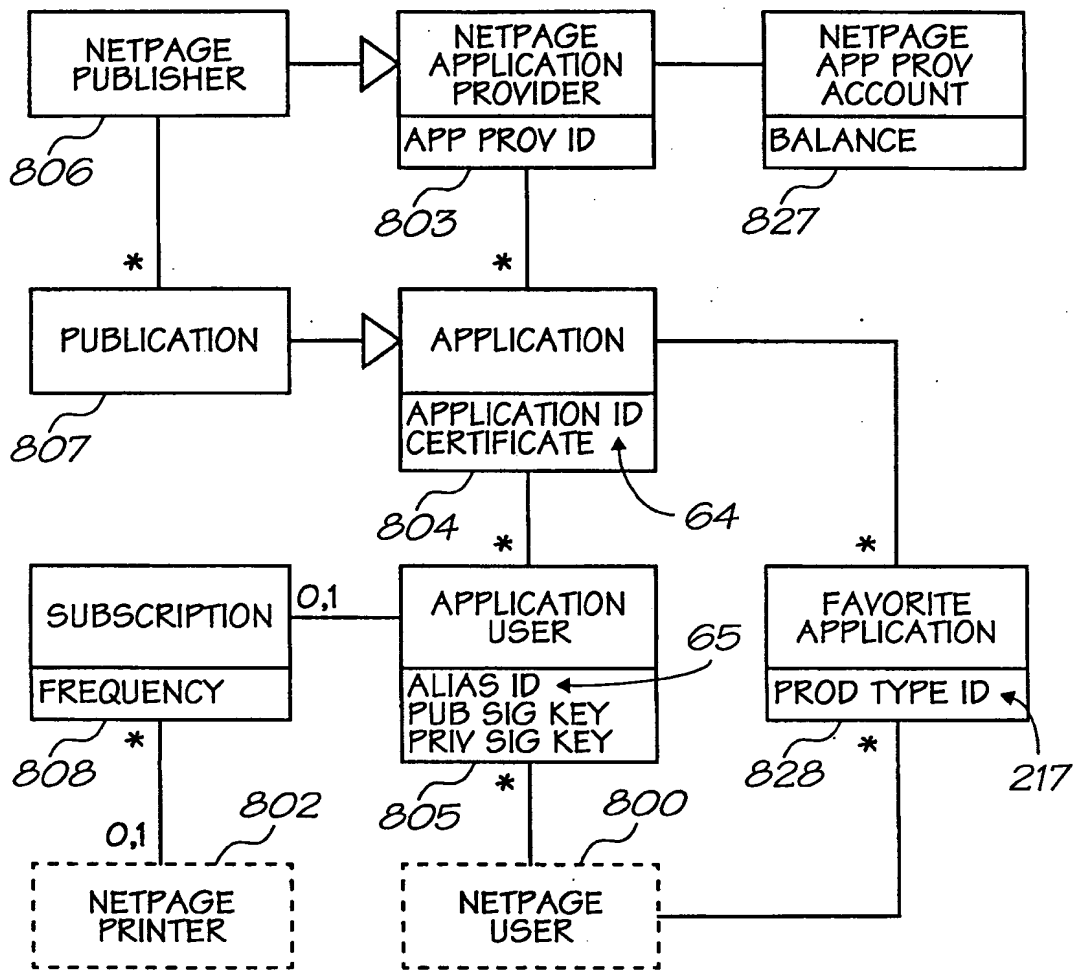 NETPAGE
PUBLISHER
NETPAGE
APPLICATION
PROVIDER
APP PROV ID
NETPAGE
APP PROV
ACCOUNT
BALANCE
806
803
827
*
*
PUBLICATION
APPLICATION
APPLICATION ID
CERTIFICATE
807
804
64
*
*
SUBSCRIPTION
FREQUENCY
0,1
APPLICATION
USER
ALIAS ID
PUB SIG KEY
PRIV SIG KEY
65
FAVORITE
APPLICATION
PROD TYPE ID
808
*
805
*
828
*
217
0,1
802
800
NETPAGE
PRINTER
NETPAGE
USER